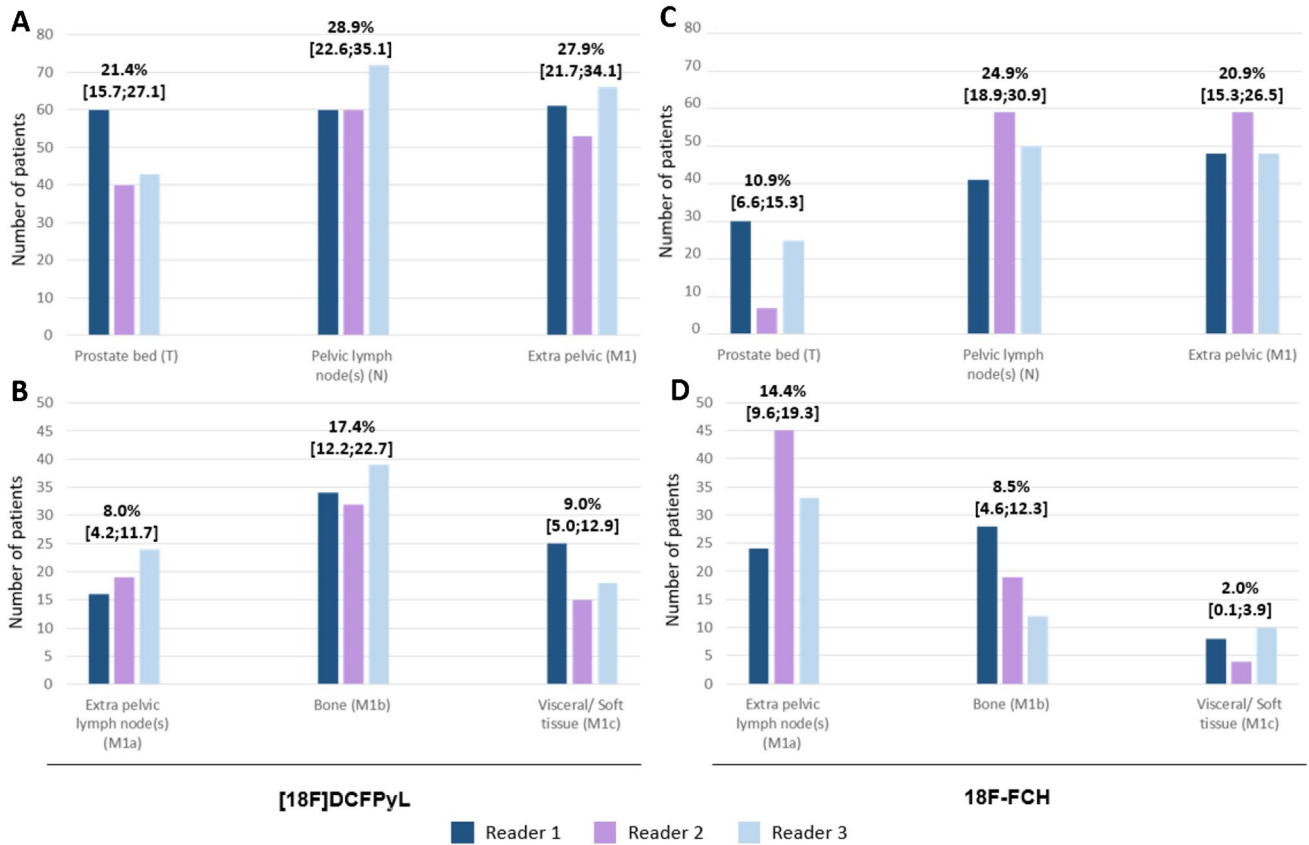 A
Number of patients
80
70
60
50
40
30
20
10
0
21.4%
[15.7;27.1]
28.9%
[22.6;35.1]
27.9%
[21.7;34.1]
Prostate bed (T)
Pelvic lymph
node(s) (N)
Extra pelvic (M1)
B
Number of patients
50
45
40
35
30
25
20
15
10
5
0
8.0%
[4.2;11.7]
17.4%
[12.2;22.7]
9.0%
[5.0;12.9]
Extra pelvic
lymph node(s)
(M1a)
Bone (M1b)
Visceral/ Soft
tissue (M1c)
[18F]DCFPyL
C
Number of patients
80
70
60
50
40
30
20
10
0
10.9%
[6.6;15.3]
24.9%
[18.9;30.9]
20.9%
[15.3;26.5]
Prostate bed (T)
Pelvic lymph
node(s) (N)
Extra pelvic (M1)
D
Number of patients
50
45
40
35
30
25
20
15
10
5
0
14.4%
[9.6;19.3]
8.5%
[4.6;12.3]
2.0%
[0.1;3.9]
Extra pelvic
lymph node(s)
(M1a)
Bone (M1b)
Visceral/ Soft
tissue (M1c)
18F-FCH
Reader 1
Reader 2
Reader 3